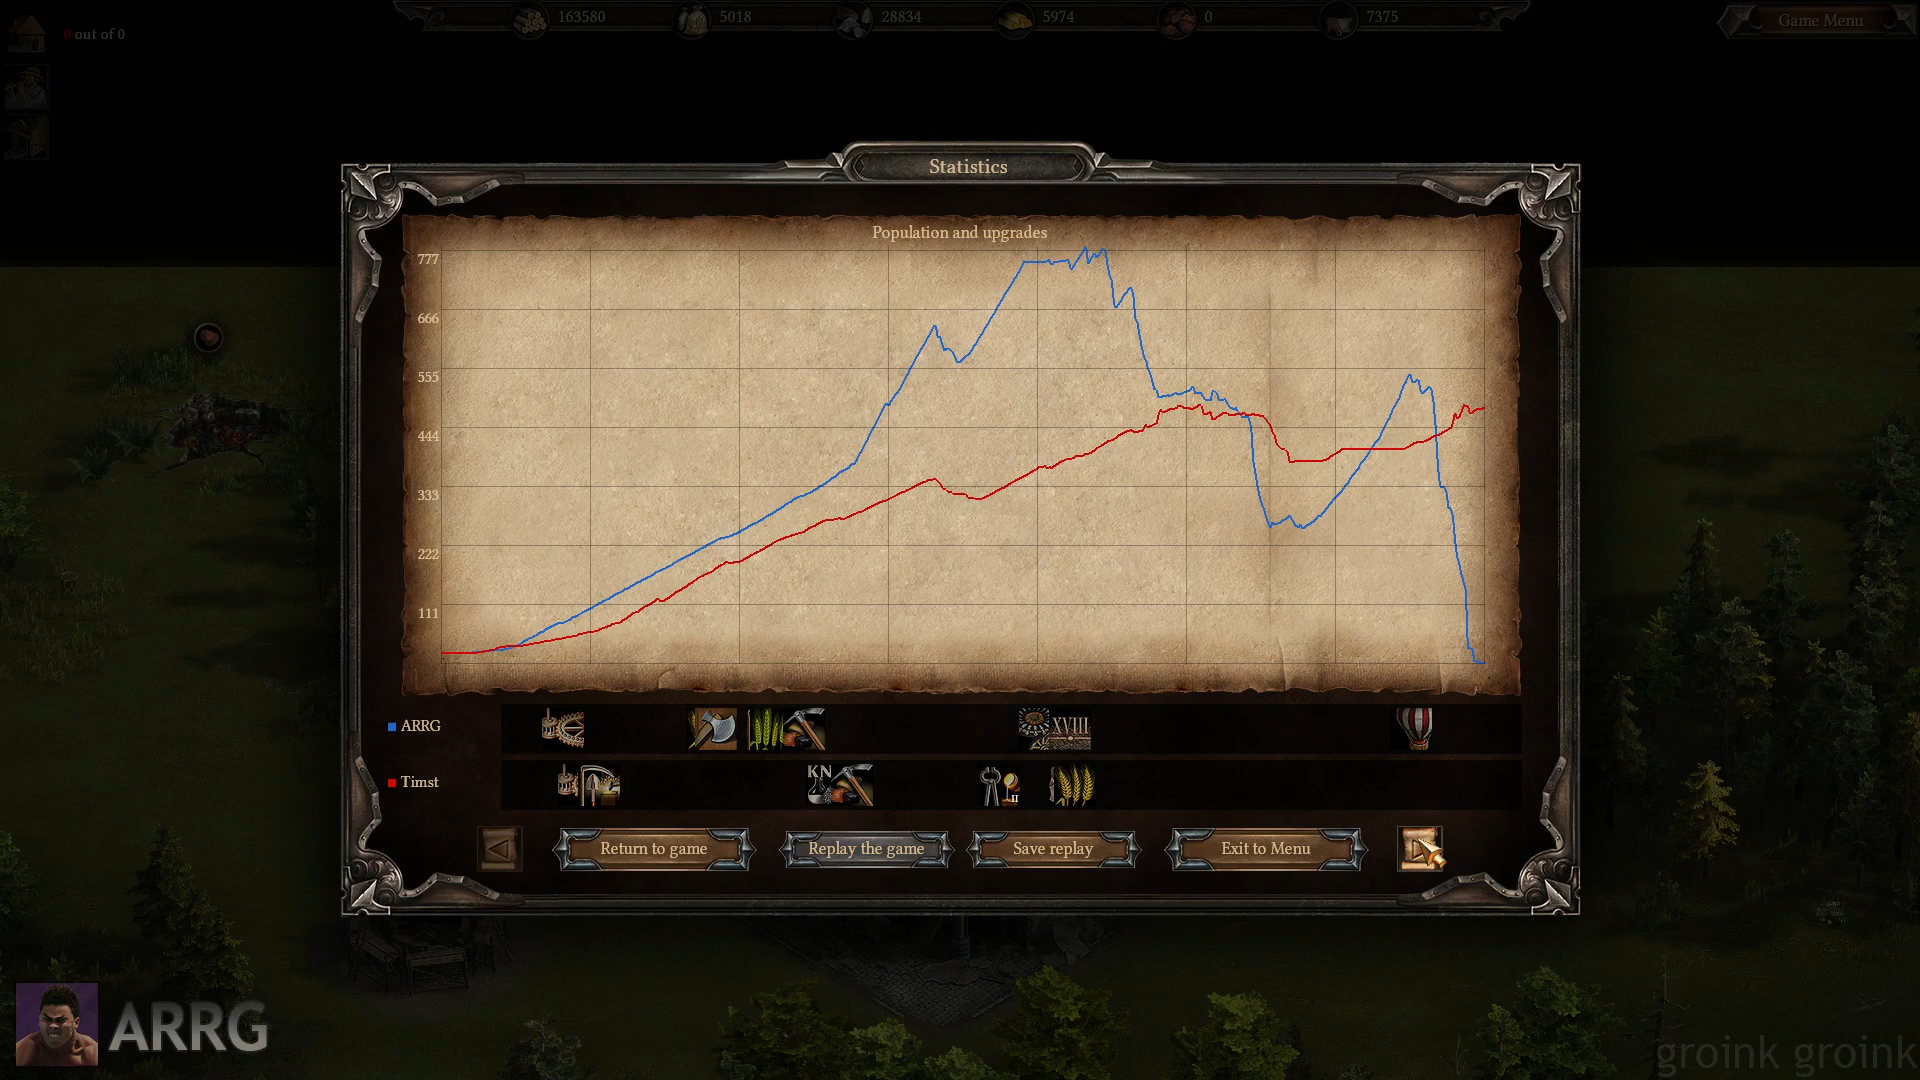 163580
5018
28834
5974
0
7375
Game Menu
0 out of 0
Statistics
Population and upgrades
777
666
555
444
333
222
111
ARRG
XVIII
Timst
KN
II
Return to game
Replay the game
Save replay
Exit to Menu
ARRG
groink groink